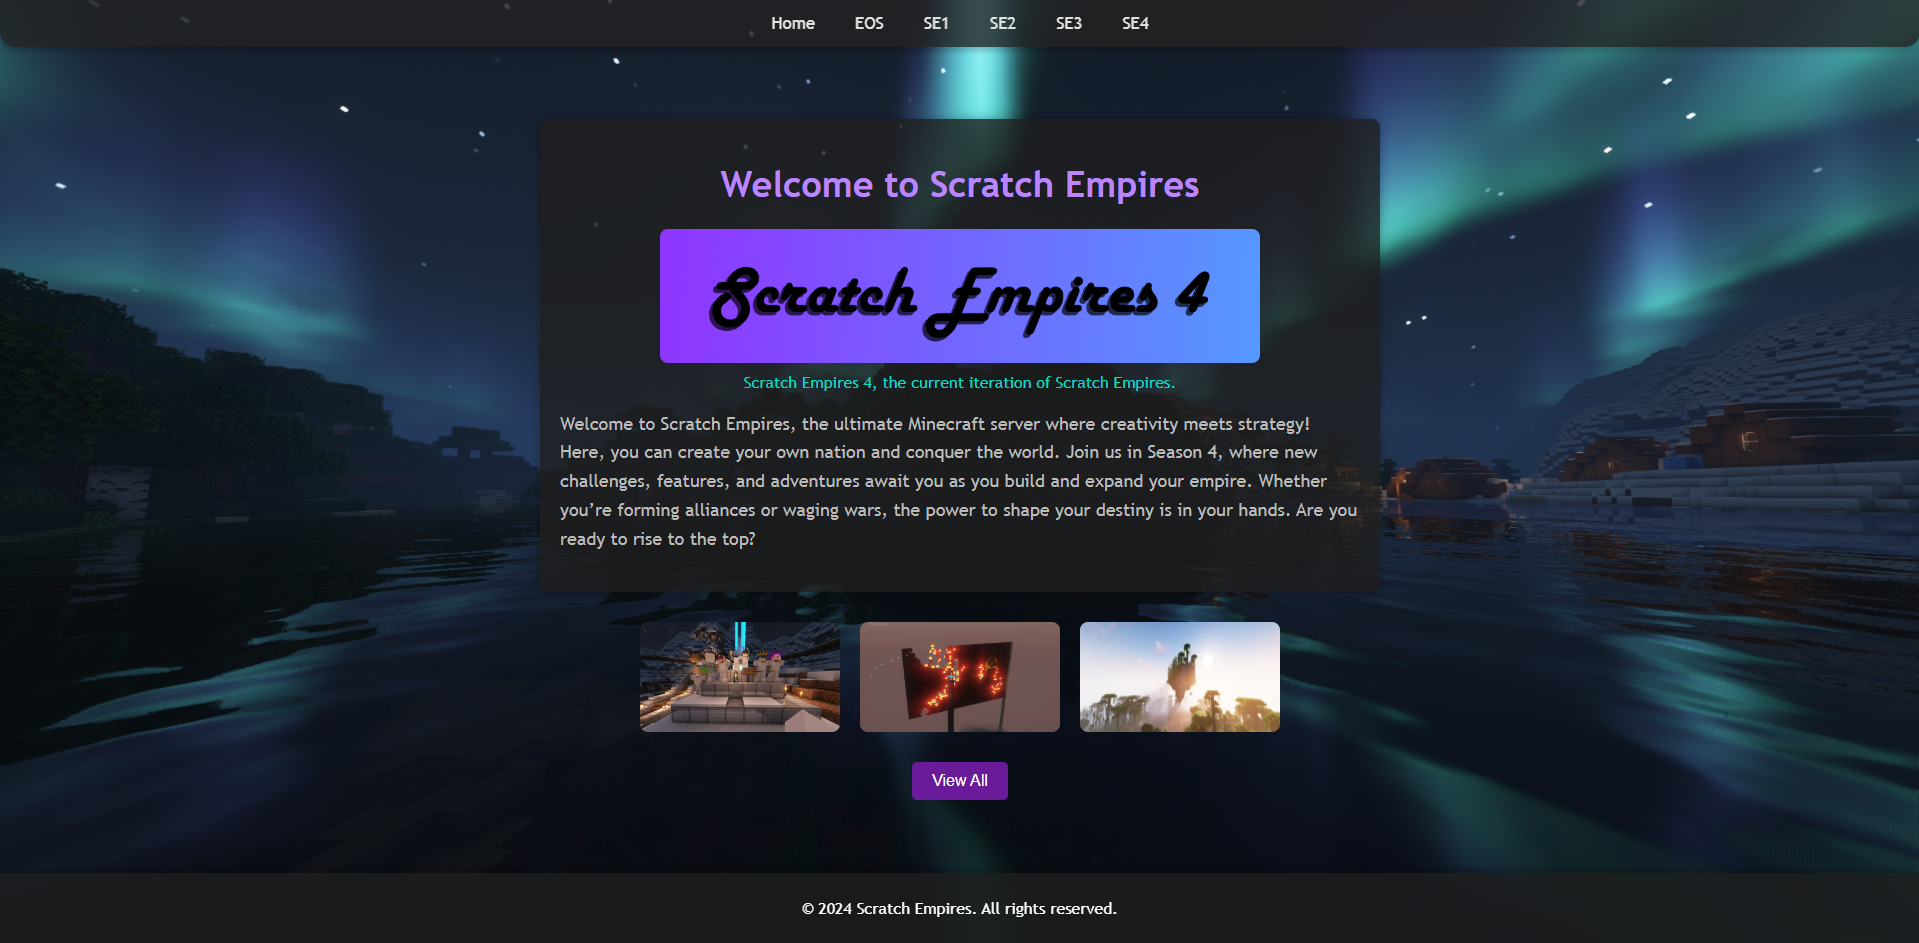 Home EOS SE1 SE2 SE3 SE4
Welcome to Scratch Empires
Scratch Empires 4
Scratch Empires 4, the current iteration of Scratch Empires.
Welcome to Scratch Empires, the ultimate Minecraft server where creativity meets strategy!
Here, you can create your own nation and conquer the world. Join us in Season 4, where new
challenges, features, and adventures await you as you build and expand your empire. Whether
you’re forming alliances or waging wars, the power to shape your destiny is in your hands. Are you
ready to rise to the top?
View All
© 2024 Scratch Empires. All rights reserved.